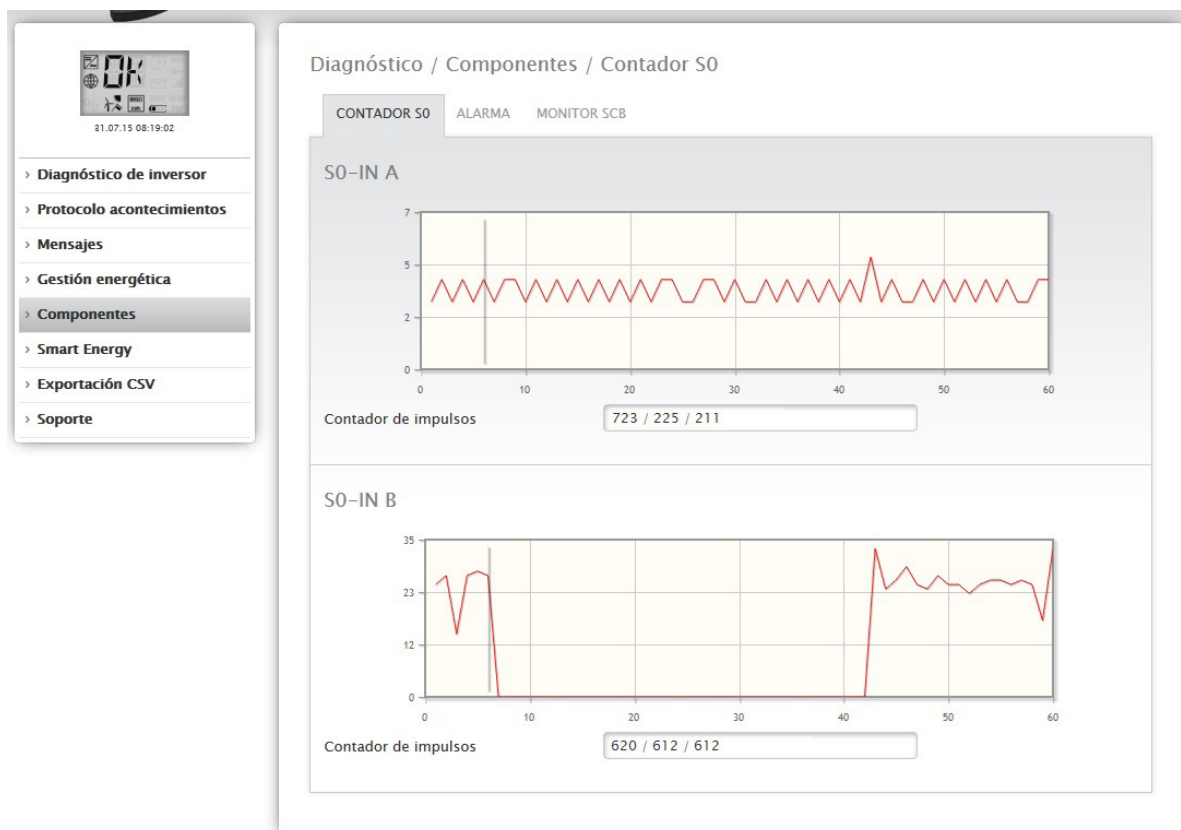 OK
31.07.15 08:19:02
› Diagnóstico de inversor
› Protocolo acontecimientos
› Mensajes
› Gestión energética
› Componentes
› Smart Energy
› Exportación CSV
› Soporte
Diagnóstico / Componentes / Contador S0
CONTADOR S0 ALARMA MONITOR SCB
S0-IN A
7
5
2
0
0 10 20 30 40 50 60
Contador de impulsos 723 / 225 / 211
S0-IN B
35
23
12
0
0 10 20 30 40 50 60
Contador de impulsos 620 / 612 / 612